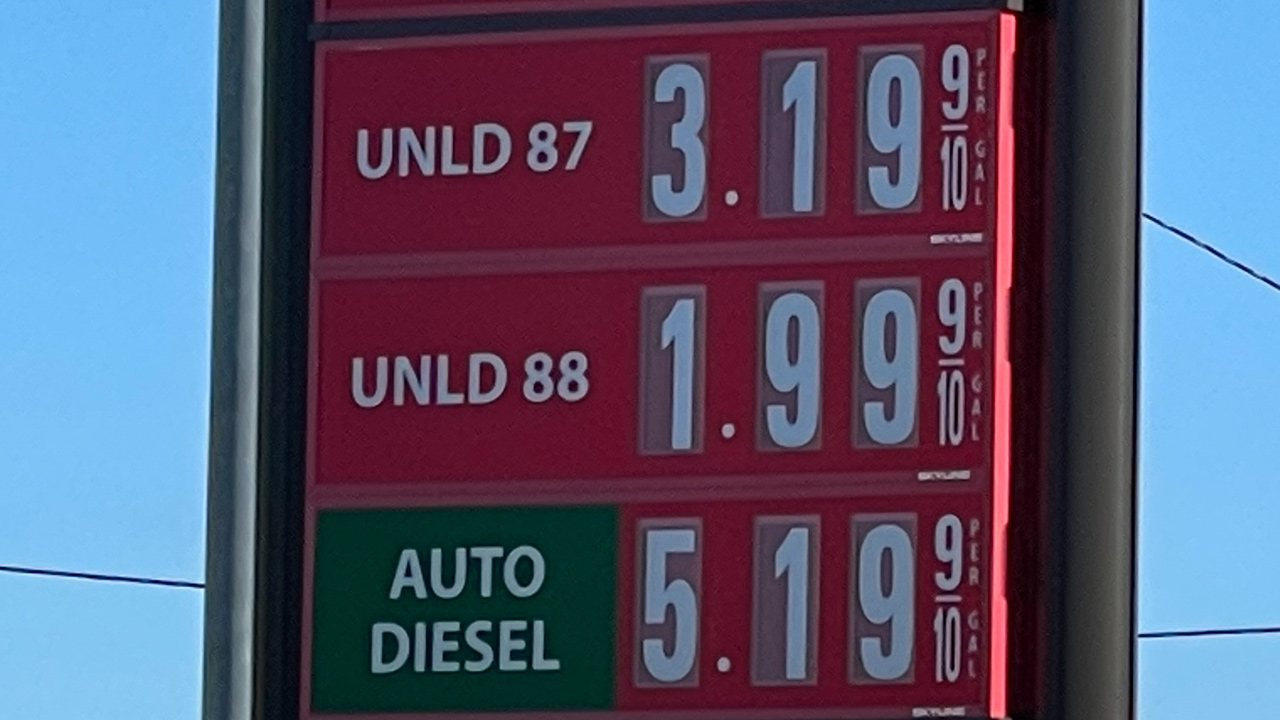 UNLD 87 3.19 9/10 PER GAL
SKYLINE
UNLD 88 1.99 9/10 PER GAL
SKYLINE
AUTO DIESEL 5.19 9/10 PER GAL
SKYLINE